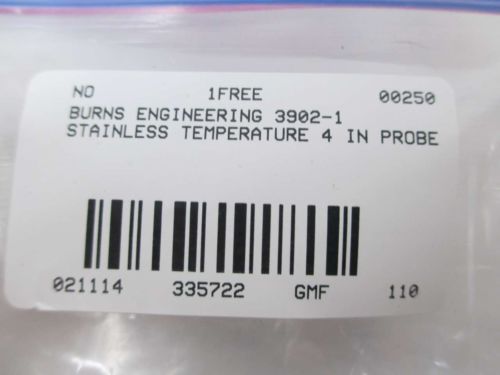 NO 1FREE 00250
BURNS ENGINEERING 3902-1
STAINLESS TEMPERATURE 4 IN PROBE
021114 335722 GMF 110